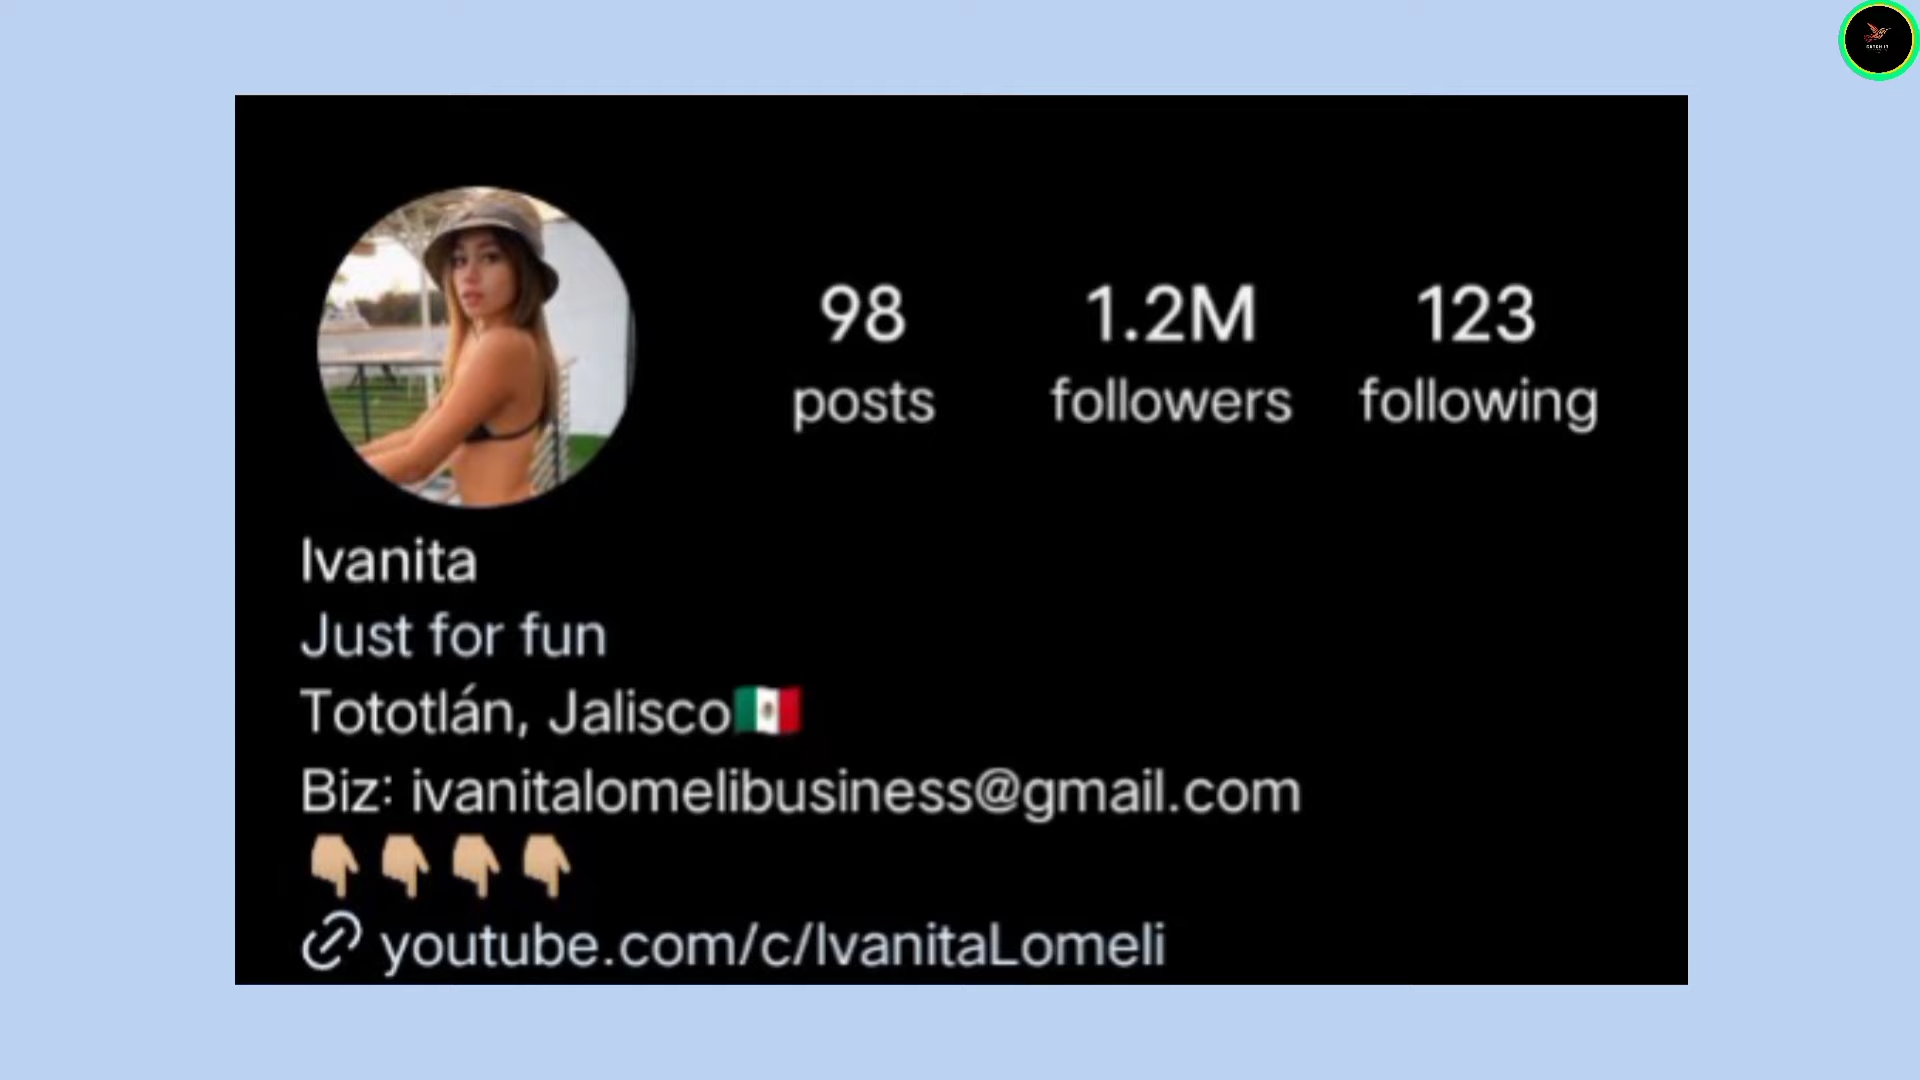 98 1.2M 123
posts followers following
Ivanita
Just for fun
Tototlán, Jalisco🇲🇽
Biz: ivanitalomelibusiness@gmail.com
👇🏼👇🏼👇🏼👇🏼
youtube.com/c/IvanitaLomeli